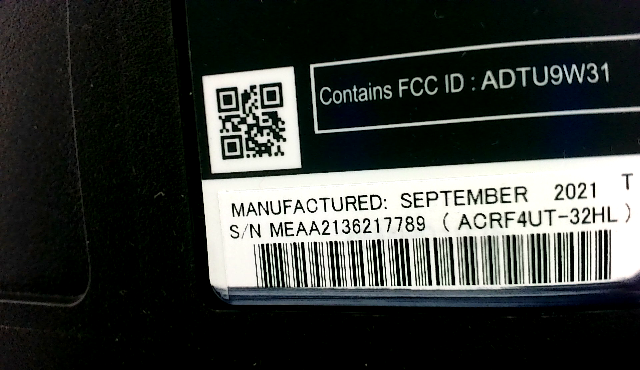 Contains FCC ID : ADTU9W31
MANUFACTURED: SEPTEMBER 2021 T
S/N MEAA2136217789 ( ACRF4UT-32HL )